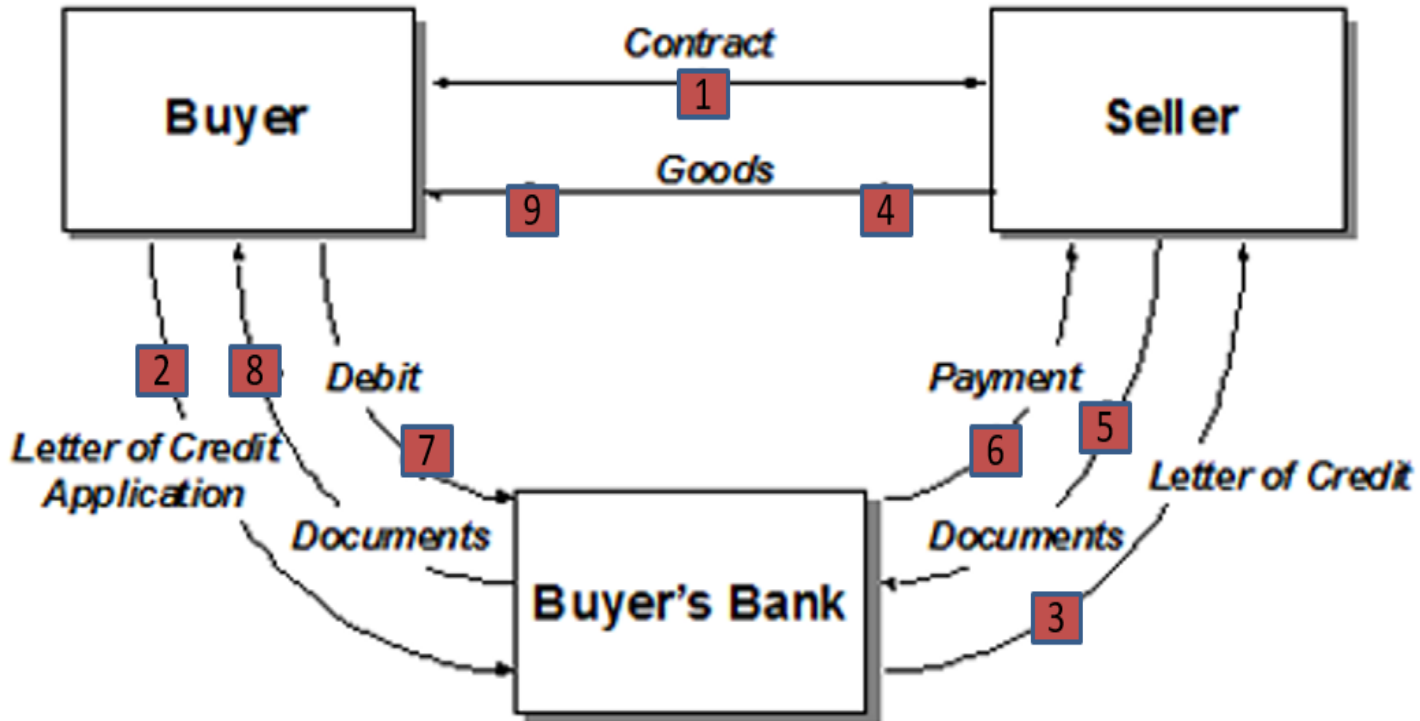 Contract
1
Buyer
Seller
Goods
9
4
2
8
Debit
Payment
7
6
5
Letter of Credit
Application
Letter of Credit
Documents
Documents
Buyer's Bank
3